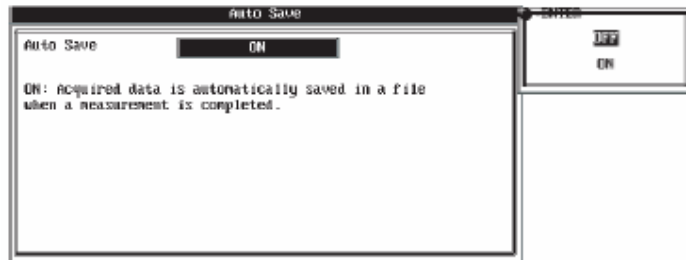 Auto Save
ENTER
Auto Save ON
OFF
ON
ON: Acquired data is automatically saved in a file
when a measurement is completed.